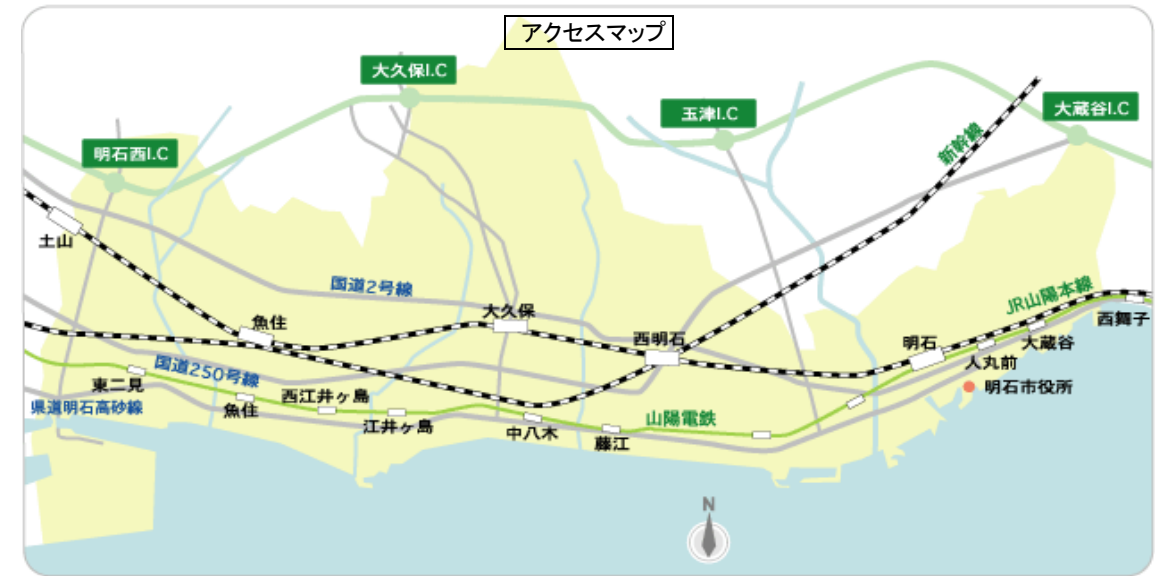 アクセスマップ
大久保I.C
玉津I.C
大蔵谷I.C
明石西I.C
新幹線
土山
国道2号線
JR山陽本線
魚住
大久保
西明石
明石
西舞子
大蔵谷
人丸前
国道250号線
東二見
西江井ヶ島
明石市役所
県道明石高砂線
魚住
江井ヶ島
山陽電鉄
中八木
藤江
N